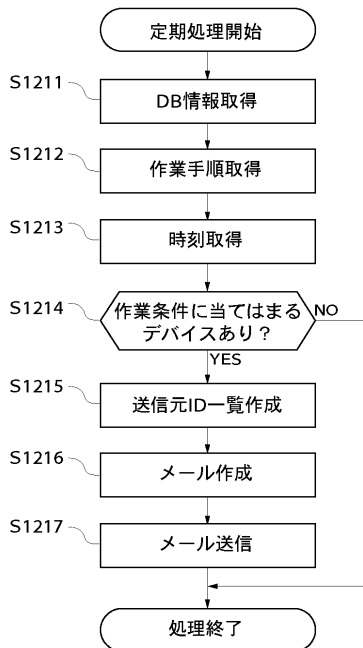 定期処理開始
S1211
DB情報取得
S1212
作業手順取得
S1213
時刻取得
S1214
作業条件に当てはまる
デバイスあり?
NO
YES
S1215
送信元ID一覧作成
S1216
メール作成
S1217
メール送信
処理終了